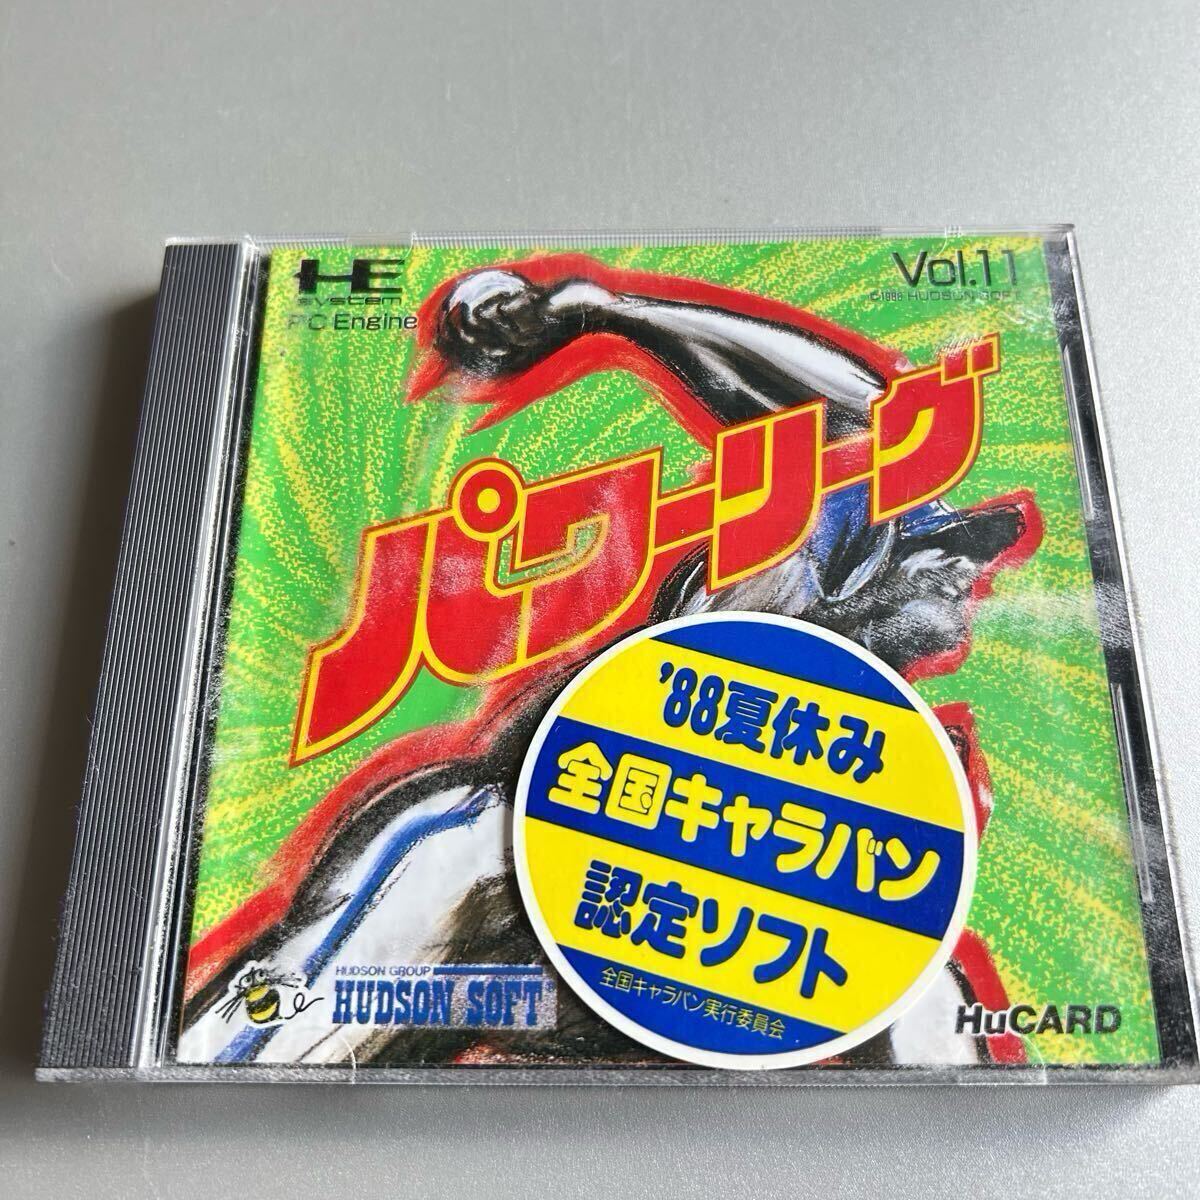 HE
system
PC Engine
Vol.11
©1988 HUDSON SOFT
パワーリーグ
'88夏休み
全国キャラバン
認定ソフト
全国キャラバン実行委員会
HUDSON GROUP
HUDSON SOFT
HuCARD